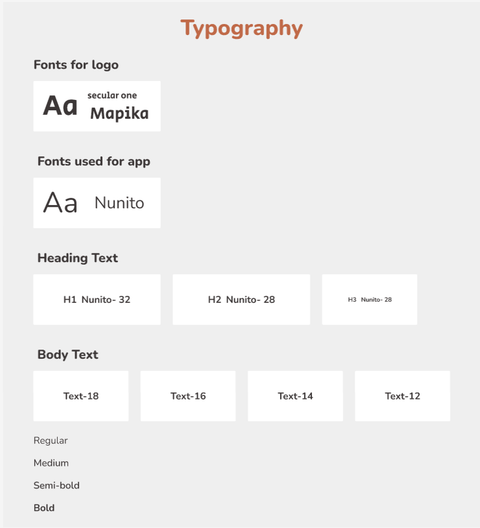 Typography
Fonts for logo
Aa secular one
Mapika
Fonts used for app
Aa Nunito
Heading Text
H1 Nunito- 32
H2 Nunito- 28
H3 Nunito- 28
Body Text
Text-18
Text-16
Text-14
Text-12
Regular
Medium
Semi-bold
Bold